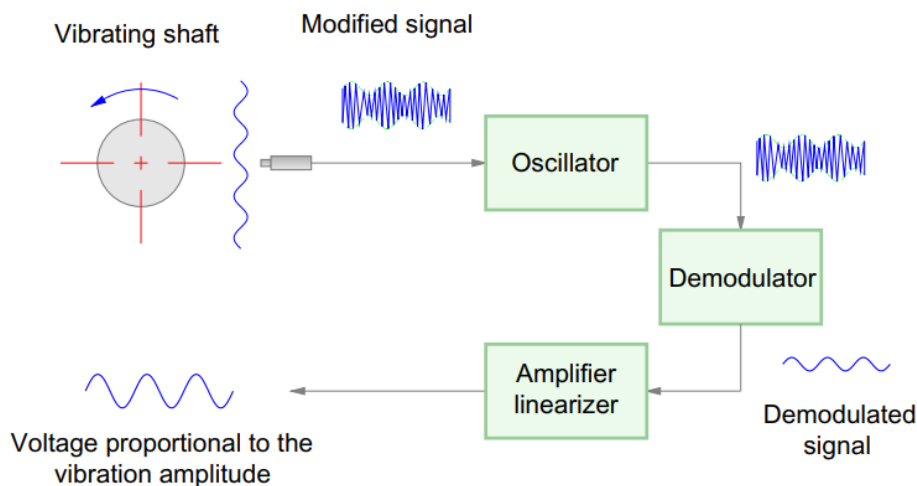 Vibrating shaft
Modified signal
Oscillator
Demodulator
Amplifier
linearizer
Demodulated
signal
Voltage proportional to the
vibration amplitude